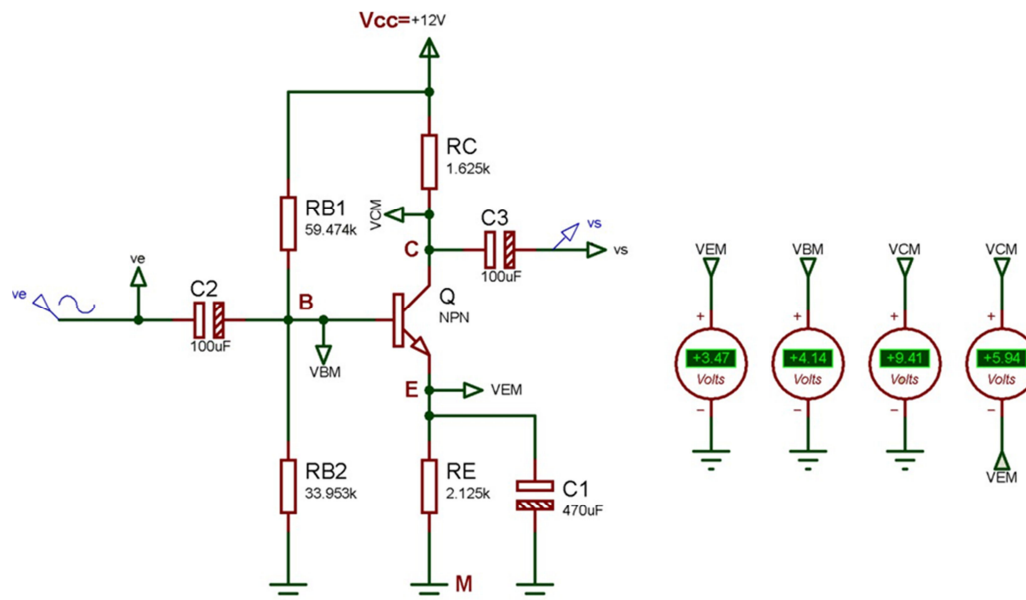 Vcc=+12V
RC
1.625k
VCM
RB1
59.474k
C3
100uF
vs
vs
C
ve
ve
C2
100uF
B
Q
NPN
VBM
E
VEM
RB2
33.953k
RE
2.125k
C1
470uF
M
VEM
VBM
VCM
VCM
+
+
+
+
+3.47
+4.14
+9.41
+5.94
Volts
Volts
Volts
Volts
VEM